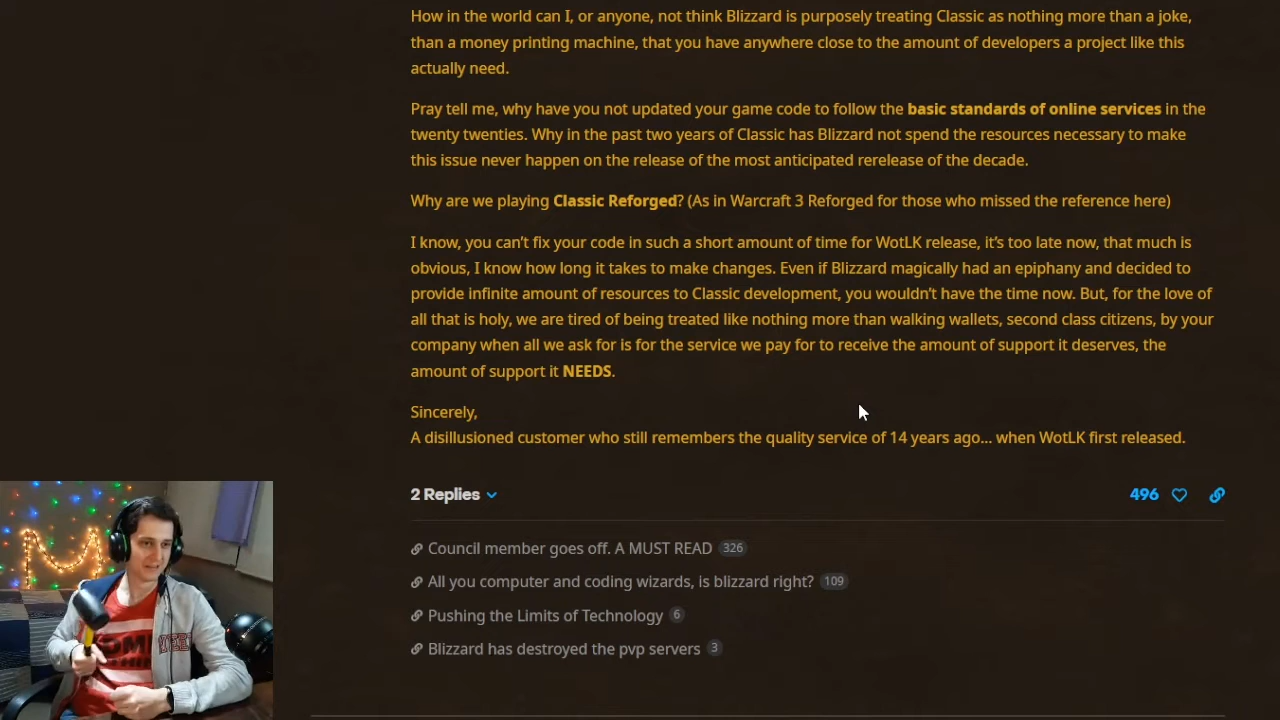 How in the world can I, or anyone, not think Blizzard is purposely treating Classic as nothing more than a joke,
than a money printing machine, that you have anywhere close to the amount of developers a project like this
actually need.
Pray tell me, why have you not updated your game code to follow the basic standards of online services in the
twenty twenties. Why in the past two years of Classic has Blizzard not spend the resources necessary to make
this issue never happen on the release of the most anticipated rerelease of the decade.
Why are we playing Classic Reforged? (As in Warcraft 3 Reforged for those who missed the reference here)
I know, you can’t fix your code in such a short amount of time for WotLK release, it’s too late now, that much is
obvious, I know how long it takes to make changes. Even if Blizzard magically had an epiphany and decided to
provide infinite amount of resources to Classic development, you wouldn’t have the time now. But, for the love of
all that is holy, we are tired of being treated like nothing more than walking wallets, second class citizens, by your
company when all we ask for is for the service we pay for to receive the amount of support it deserves, the
amount of support it NEEDS.
Sincerely,
A disillusioned customer who still remembers the quality service of 14 years ago… when WotLK first released.
2 Replies
496
Council member goes off. A MUST READ 326
All you computer and coding wizards, is blizzard right? 109
Pushing the Limits of Technology 6
Blizzard has destroyed the pvp servers 3